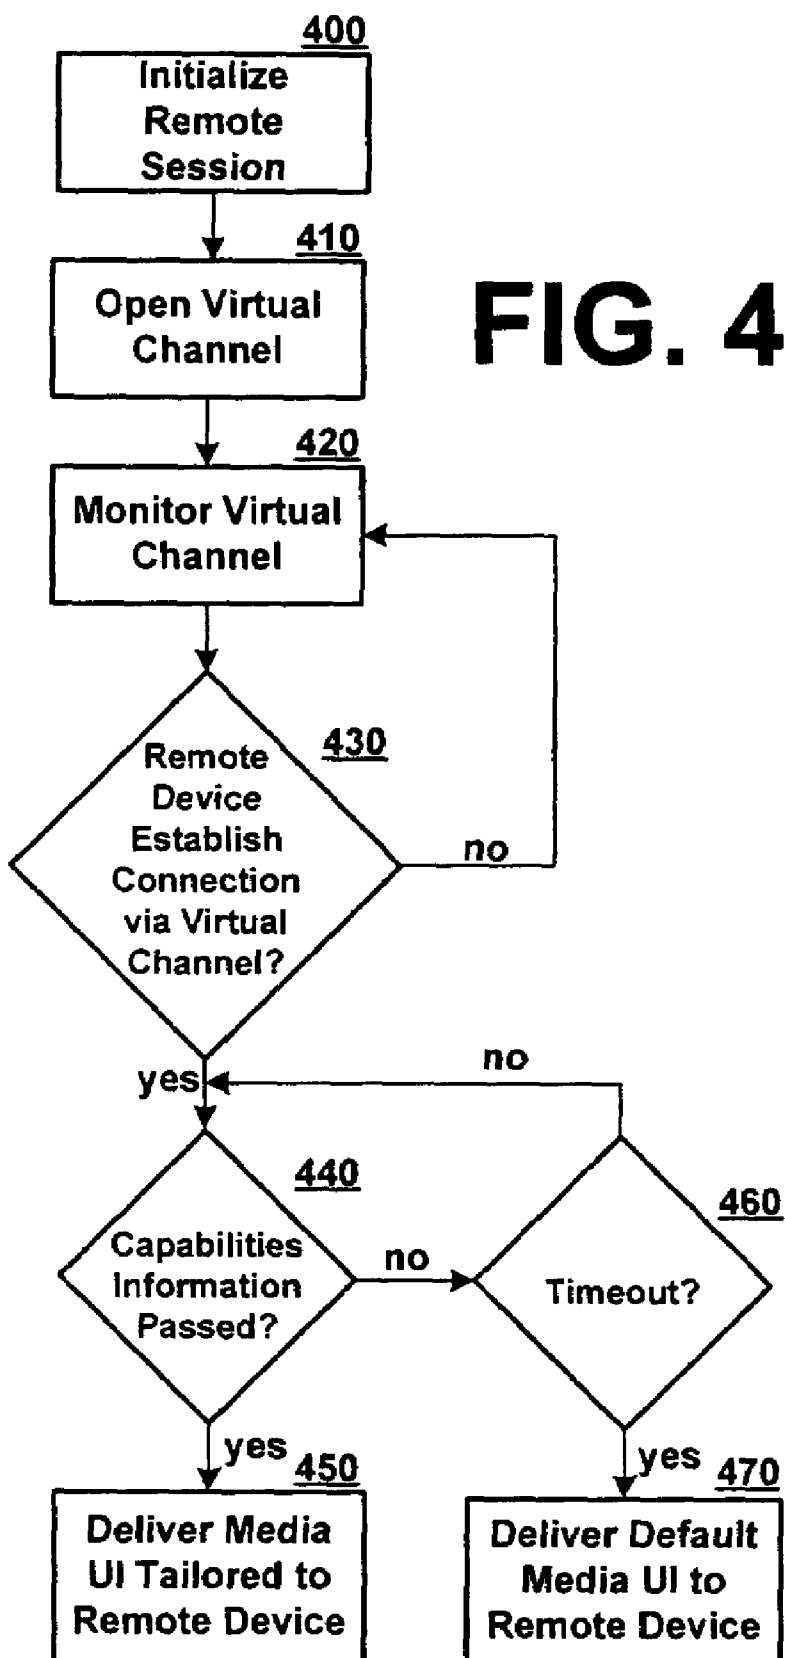 400
Initialize
Remote
Session
410
Open Virtual
Channel
FIG. 4
420
Monitor Virtual
Channel
430
Remote
Device
Establish
Connection
via Virtual
Channel?
no
yes
no
440
Capabilities
Information
Passed?
no
460
Timeout?
yes
450
Deliver Media
UI Tailored to
Remote Device
yes
470
Deliver Default
Media UI to
Remote Device